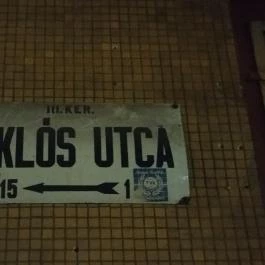 III. KER.
KLÓS UTCA
15 1